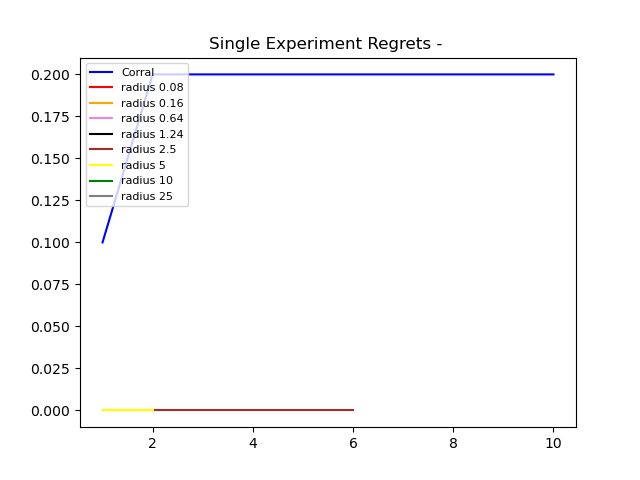 Single Experiment Regrets -
Corral
radius 0.08
radius 0.16
radius 0.64
radius 1.24
radius 2.5
radius 5
radius 10
radius 25
0.200
0.175
0.150
0.125
0.100
0.075
0.050
0.025
0.000
2 4 6 8 10